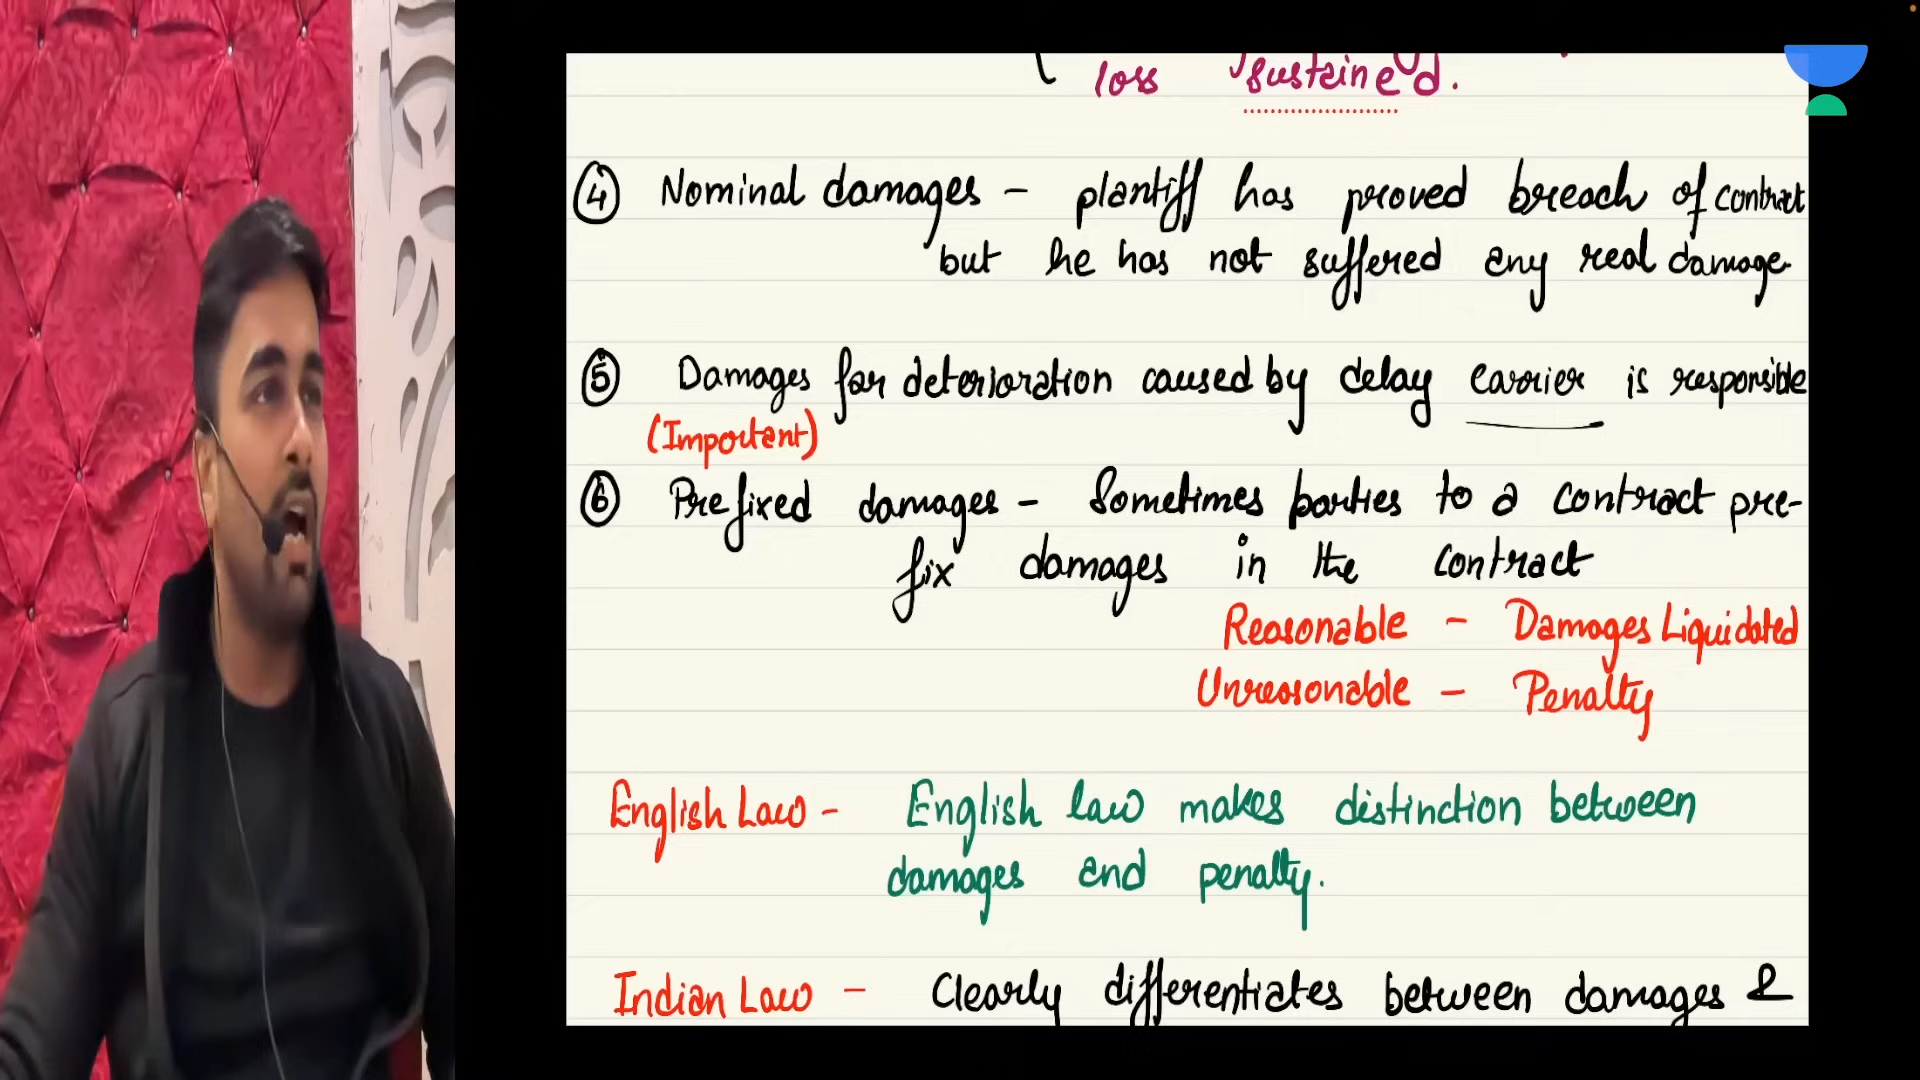 loss sustained.
④ Nominal damages - plantiff has proved breach of contract
but he has not suffered any real damage
⑤ Damages for deterioration caused by delay carrier is responsible
(Important)
⑥ Prefixed damages - Sometimes parties to a contract pre-
fix damages in the contract
Reasonable - Damages Liquidated
Unreasonable - Penalty
English Law - English law makes distinction between
damages and penalty.
Indian Law - Clearly differentiates between damages &